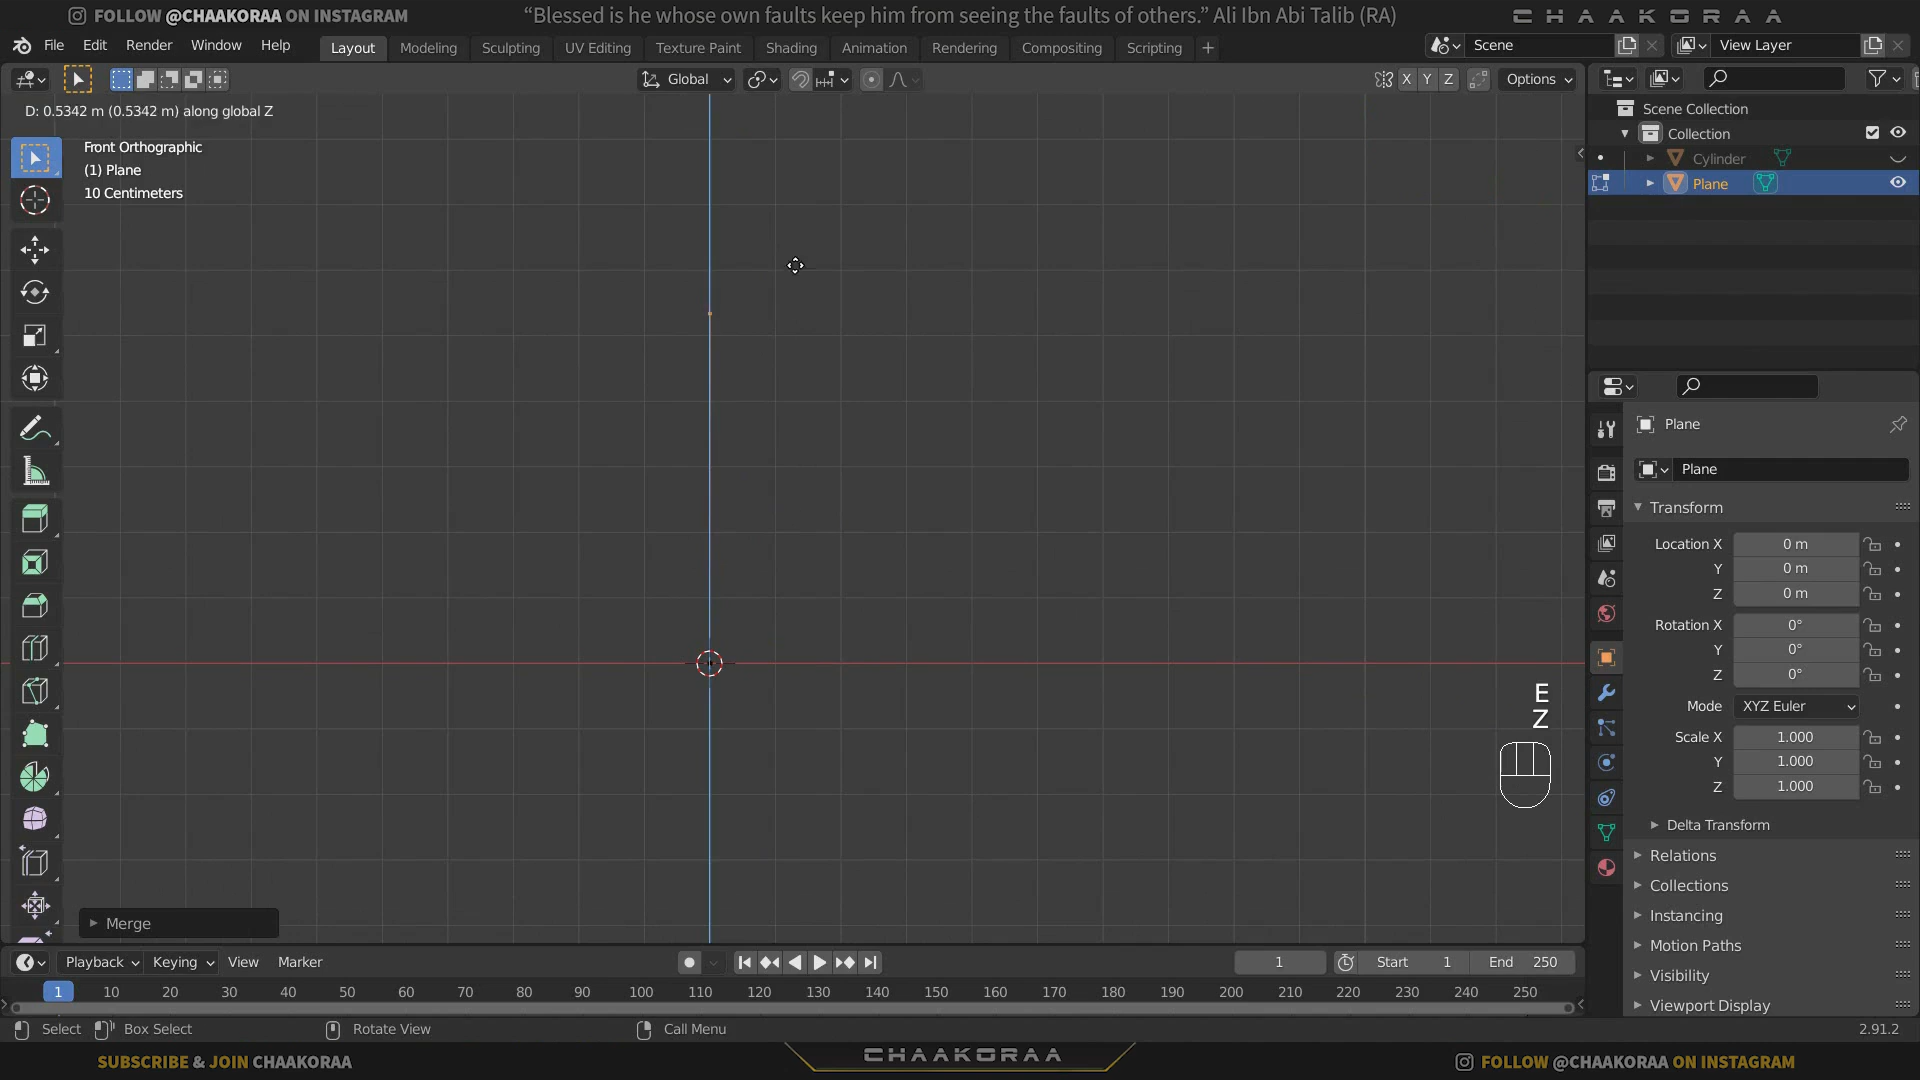 FOLLOW @CHAAKORAA ON INSTAGRAM
“Blessed is he whose own faults keep him from seeing the faults of others.” Ali Ibn Abi Talib (RA)
CHAAKORAA
File Edit Render Window Help
Layout Modeling Sculpting UV Editing Texture Paint Shading Animation Rendering Compositing Scripting +
Scene
View Layer
Global
X Y Z
Options
D: 0.5342 m (0.5342 m) along global Z
Front Orthographic
(1) Plane
10 Centimeters
Scene Collection
Collection
Cylinder
Plane
Plane
Plane
Transform
Location X 0 m
Y 0 m
Z 0 m
Rotation X 0°
Y 0°
Z 0°
Mode XYZ Euler
Scale X 1.000
Y 1.000
Z 1.000
Delta Transform
Relations
Collections
Instancing
Motion Paths
Visibility
Viewport Display
E
Z
Merge
Playback Keying View Marker
1 Start 1 End 250
1 10 20 30 40 50 60 70 80 90 100 110 120 130 140 150 160 170 180 190 200 210 220 230 240 250
Select Box Select Rotate View Call Menu 2.91.2
SUBSCRIBE & JOIN CHAAKORAA
CHAAKORAA
FOLLOW @CHAAKORAA ON INSTAGRAM